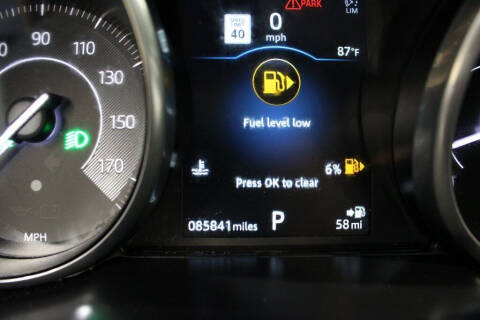 PARK
LIM
SPEED LIMIT 40
0
mph
87°F
90
70
110
130
150
170
MPH
Fuel level low
6%
Press OK to clear
085841 miles
P
58 mi